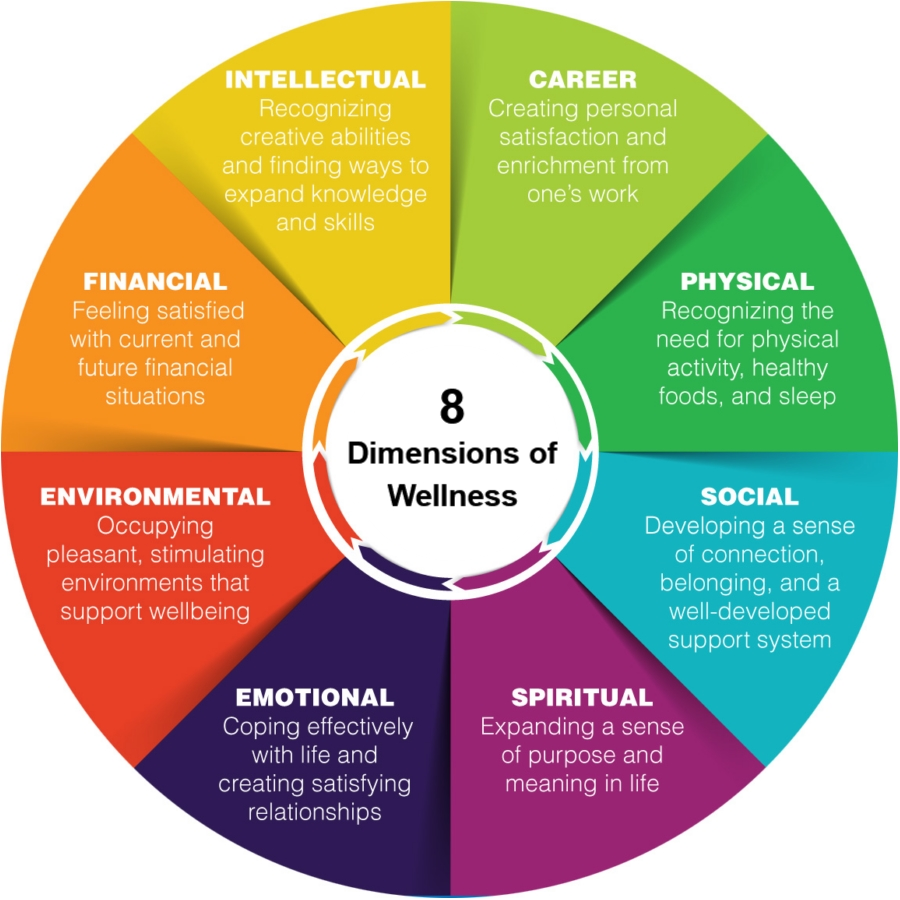 INTELLECTUAL
Recognizing
creative abilities
and finding ways to
expand knowledge
and skills
CAREER
Creating personal
satisfaction and
enrichment from
one's work
FINANCIAL
Feeling satisfied
with current and
future financial
situations
PHYSICAL
Recognizing the
need for physical
activity, healthy
foods, and sleep
8
Dimensions of
Wellness
ENVIRONMENTAL
Occupying
pleasant, stimulating
environments that
support wellbeing
SOCIAL
Developing a sense
of connection,
belonging, and a
well-developed
support system
EMOTIONAL
Coping effectively
with life and
creating satisfying
relationships
SPIRITUAL
Expanding a sense
of purpose and
meaning in life